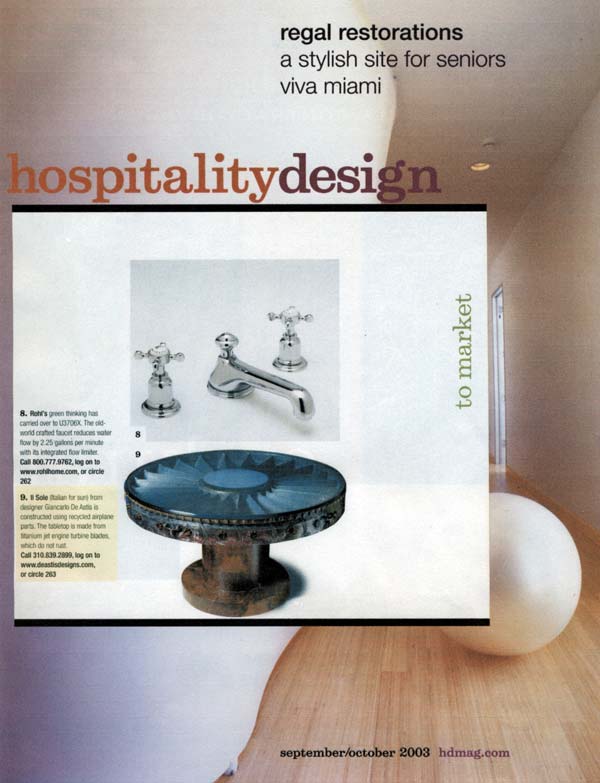 regal restorations
a stylish site for seniors
viva miami
hospitalitydesign
to market
8. Rohl's green thinking has
carried over to U3706X. The old-
world crafted faucet reduces water
flow by 2.25 gallons per minute
with its integrated flow limiter.
Call 800.777.9762, log on to
www.rohlhome.com, or circle
262
8
9
9. Il Sole (Italian for sun) from
designer Giancarlo De Astis is
constructed using recycled airplane
parts. The tabletop is made from
titanium jet engine turbine blades,
which do not rust.
Call 310.839.2899, log on to
www.deastisdesigns.com,
or circle 263
september/october 2003 hdmag.com